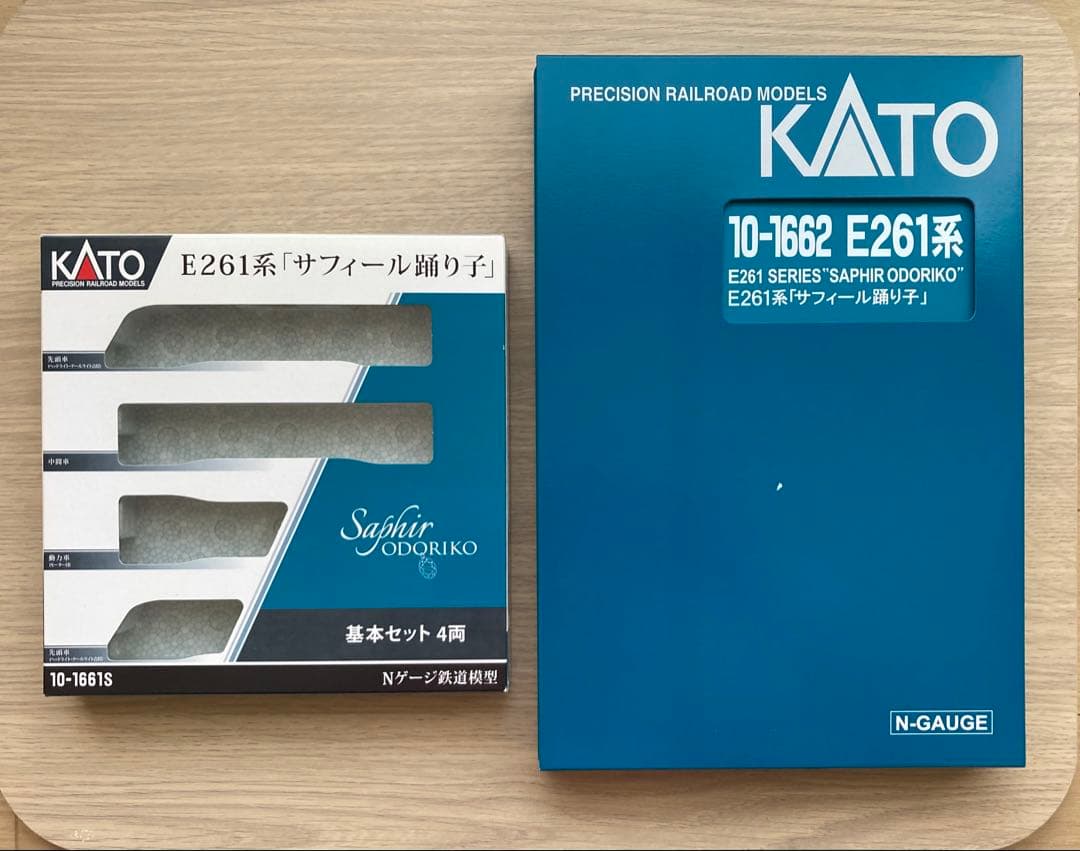 KATO
PRECISION RAILROAD MODELS
E261系「サフィール踊り子」
先頭車
中間車
動力車
先頭車
Saphir
ODORIKO
基本セット 4両
10-1661S
Nゲージ鉄道模型
PRECISION RAILROAD MODELS
KATO
10-1662 E261系
E261 SERIES "SAPHIR ODORIKO"
E261系「サフィール踊り子」
N-GAUGE